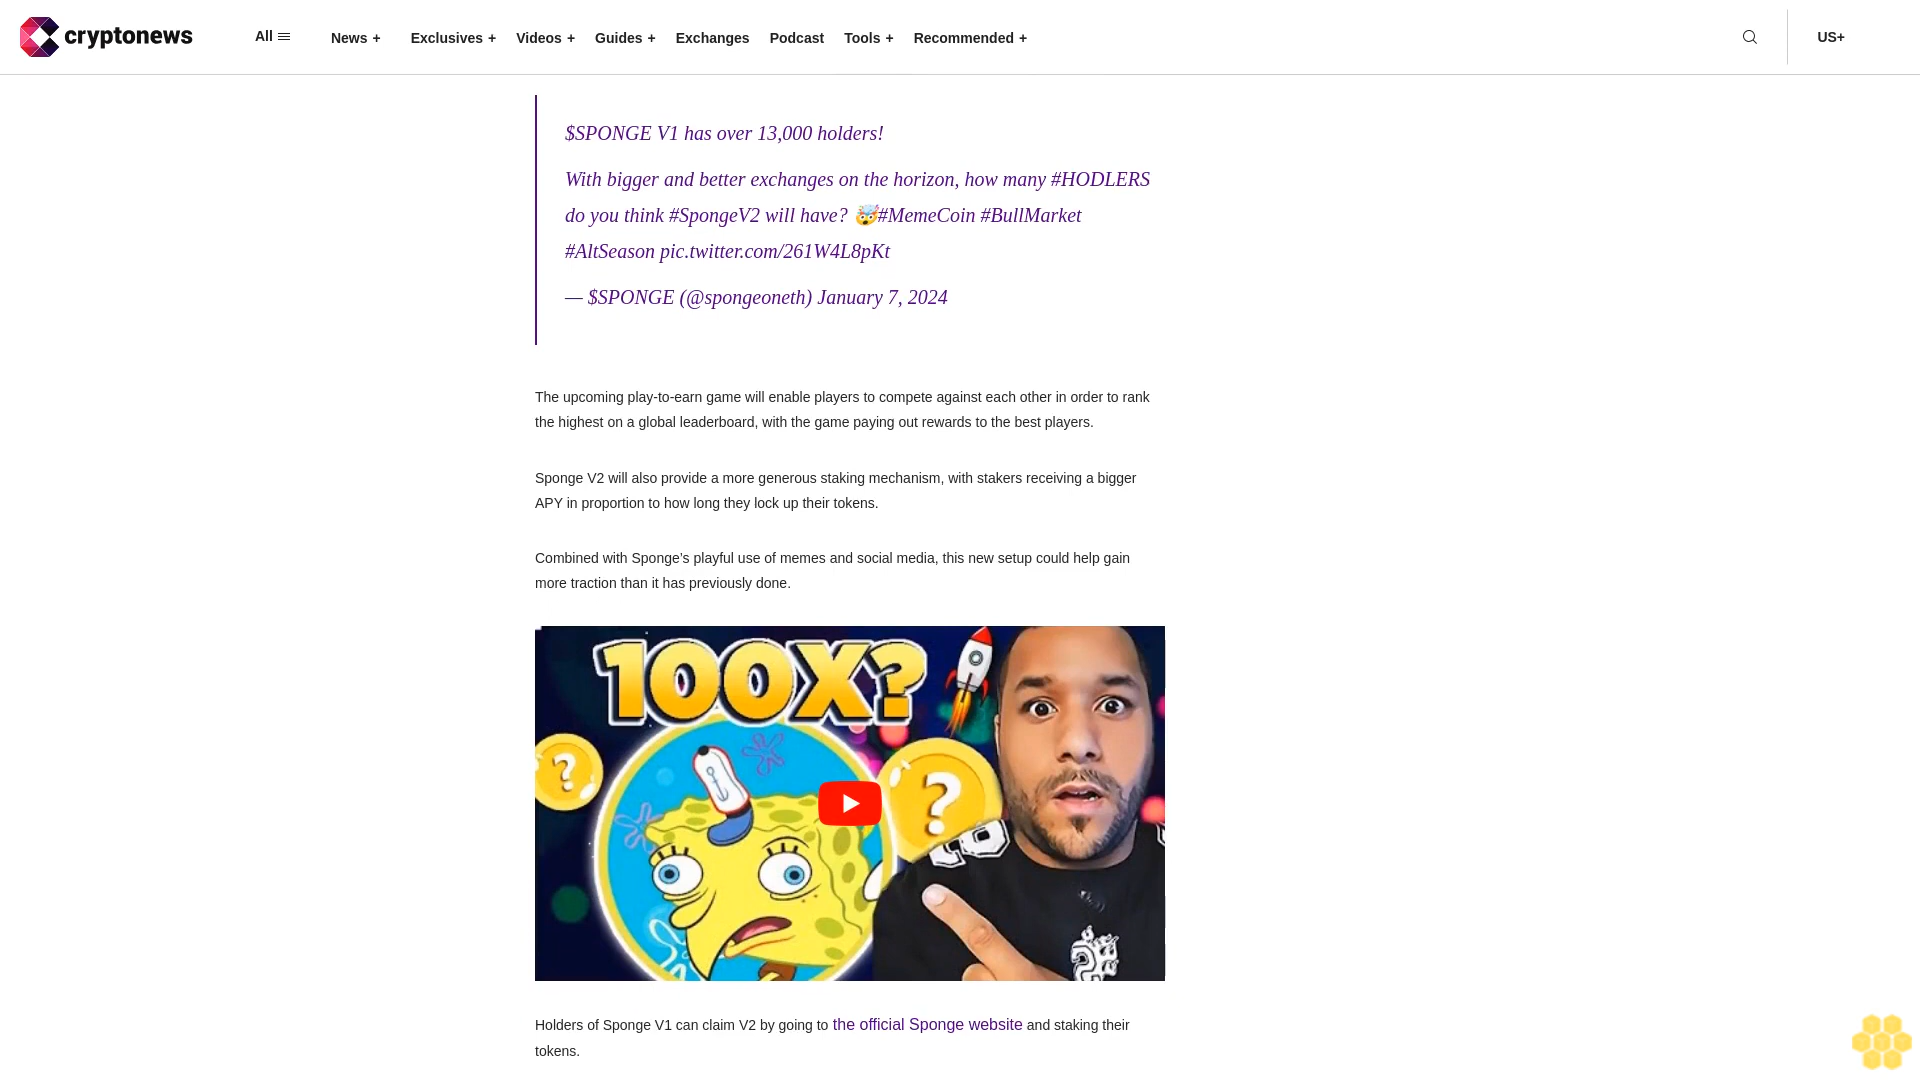 cryptonews
All
News +
Exclusives +
Videos +
Guides +
Exchanges
Podcast
Tools +
Recommended +
US+
$SPONGE V1 has over 13,000 holders!
With bigger and better exchanges on the horizon, how many #HODLERS
do you think #SpongeV2 will have? 🤯#MemeCoin #BullMarket
#AltSeason pic.twitter.com/261W4L8pKt
— $SPONGE (@spongeoneth) January 7, 2024
The upcoming play-to-earn game will enable players to compete against each other in order to rank
the highest on a global leaderboard, with the game paying out rewards to the best players.
Sponge V2 will also provide a more generous staking mechanism, with stakers receiving a bigger
APY in proportion to how long they lock up their tokens.
Combined with Sponge’s playful use of memes and social media, this new setup could help gain
more traction than it has previously done.
100X?
?
?
Holders of Sponge V1 can claim V2 by going to the official Sponge website and staking their
tokens.